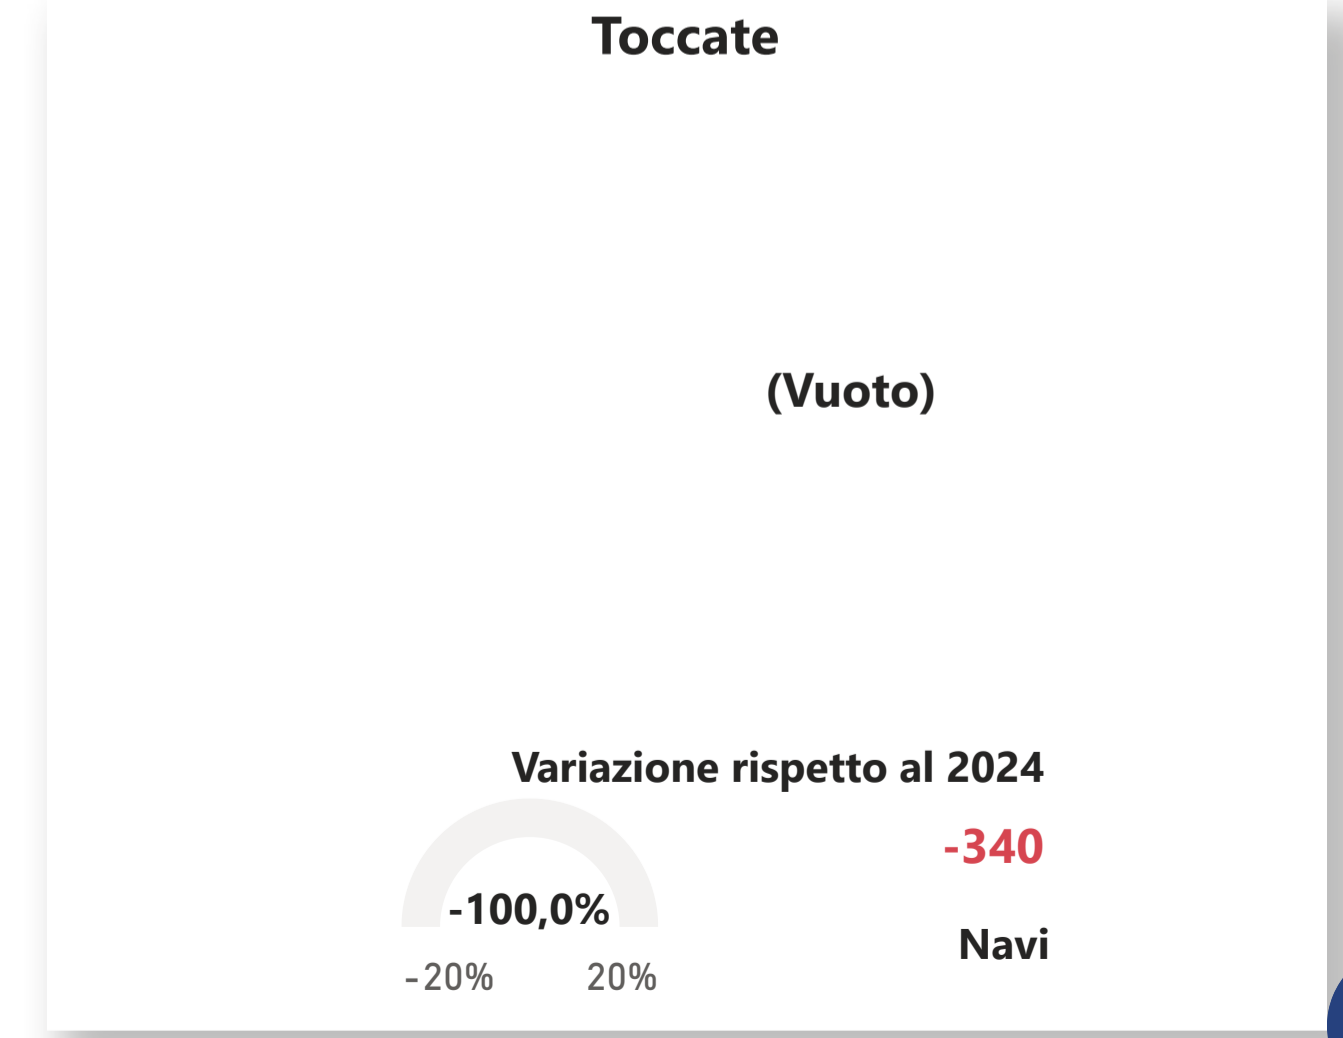 Toccate
(Vuoto)
Variazione rispetto al 2024
-340
-100,0%
Navi
-20%
20%